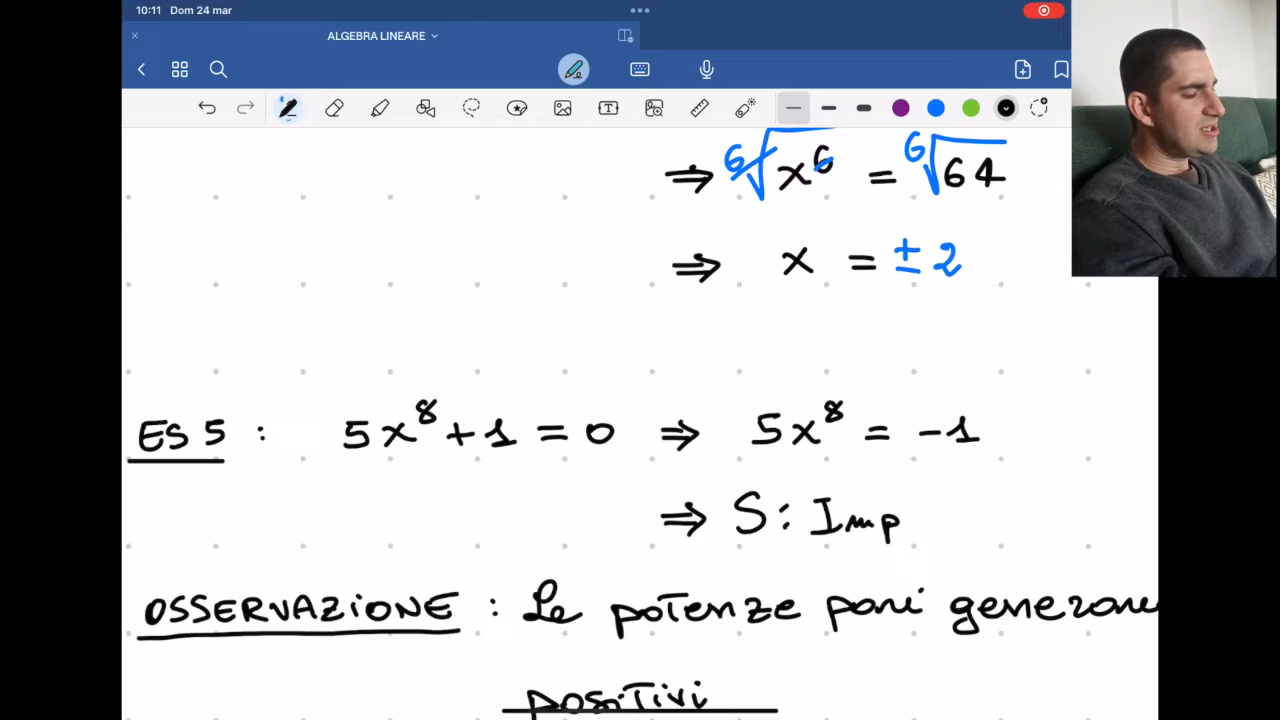 10:11 Dom 24 mar
ALGEBRA LINEARE
⇒ ⁶√x⁶ = ⁶√64
⇒ x = ±2
ES 5 : 5x⁸ + 1 = 0 ⇒ 5x⁸ = -1
⇒ S : Imp
OSSERVAZIONE : Le potenze pari generano
positivi